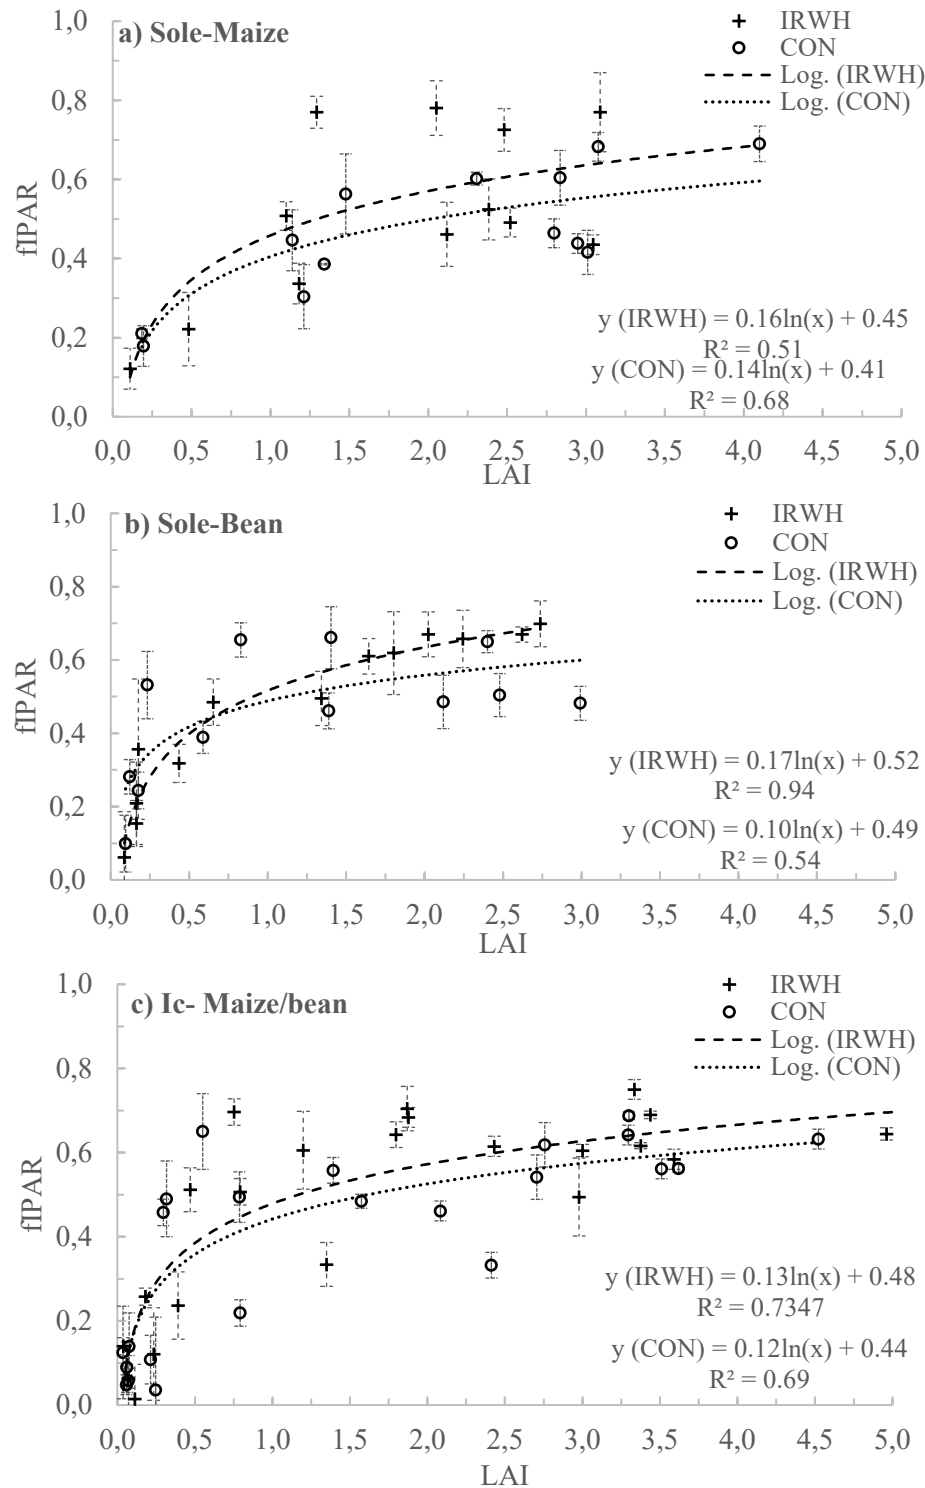 a) Sole-Maize
IRWH
CON
Log. (IRWH)
Log. (CON)
1,0
0,8
0,6
0,4
0,2
0,0
fIPAR
y (IRWH) = 0.16ln(x) + 0.45
R² = 0.51
y (CON) = 0.14ln(x) + 0.41
R² = 0.68
0,0 0,5 1,0 1,5 2,0 2,5 3,0 3,5 4,0 4,5 5,0
LAI
b) Sole-Bean
IRWH
CON
Log. (IRWH)
Log. (CON)
1,0
0,8
0,6
0,4
0,2
0,0
fIPAR
y (IRWH) = 0.17ln(x) + 0.52
R² = 0.94
y (CON) = 0.10ln(x) + 0.49
R² = 0.54
0,0 0,5 1,0 1,5 2,0 2,5 3,0 3,5 4,0 4,5 5,0
LAI
c) Ic- Maize/bean
IRWH
CON
Log. (IRWH)
Log. (CON)
1,0
0,8
0,6
0,4
0,2
0,0
fIPAR
y (IRWH) = 0.13ln(x) + 0.48
R² = 0.7347
y (CON) = 0.12ln(x) + 0.44
R² = 0.69
0,0 0,5 1,0 1,5 2,0 2,5 3,0 3,5 4,0 4,5 5,0
LAI